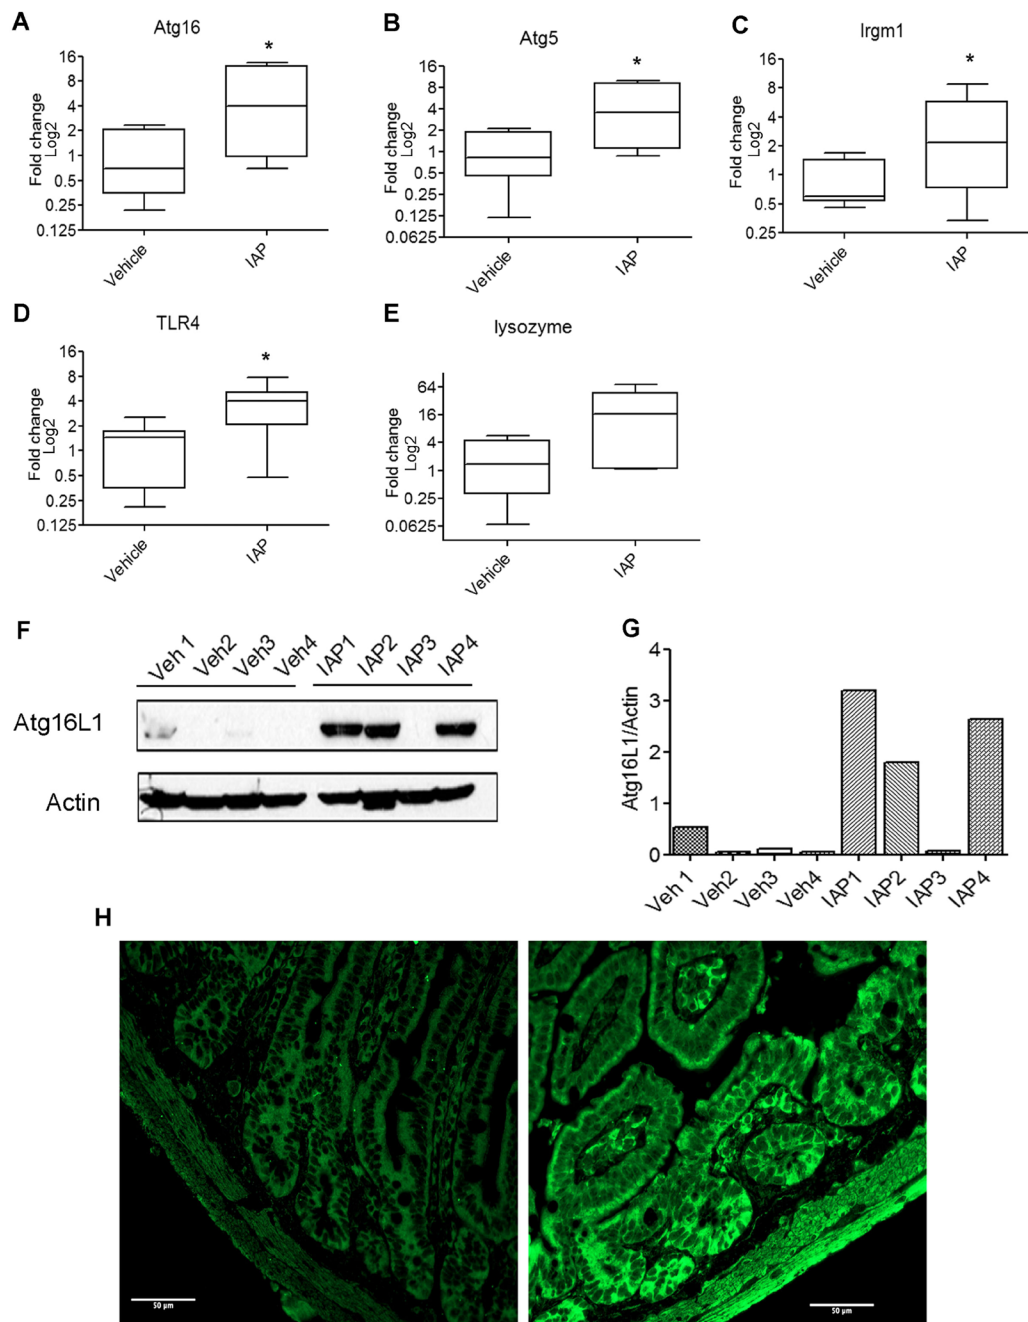 A
Atg16
*
16
8
4
2
1
0.5
0.25
0.125
Fold change
Log2
Vehicle
IAP
B
Atg5
*
16
8
4
2
1
0.5
0.25
0.125
0.0625
Fold change
Log2
Vehicle
IAP
C
Irgm1
*
16
8
4
2
1
0.5
0.25
Fold change
Log2
Vehicle
IAP
D
TLR4
*
16
8
4
2
1
0.5
0.25
0.125
Fold change
Log2
Vehicle
IAP
E
lysozyme
64
16
4
1
0.25
0.0625
Fold change
Log2
Vehicle
IAP
F
Veh 1 Veh2 Veh3 Veh4 IAP1 IAP2 IAP3 IAP4
Atg16L1
Actin
G
4
3
2
1
0
Atg16L1/Actin
Veh 1 Veh2 Veh3 Veh4 IAP1 IAP2 IAP3 IAP4
H
50 µm
50 µm